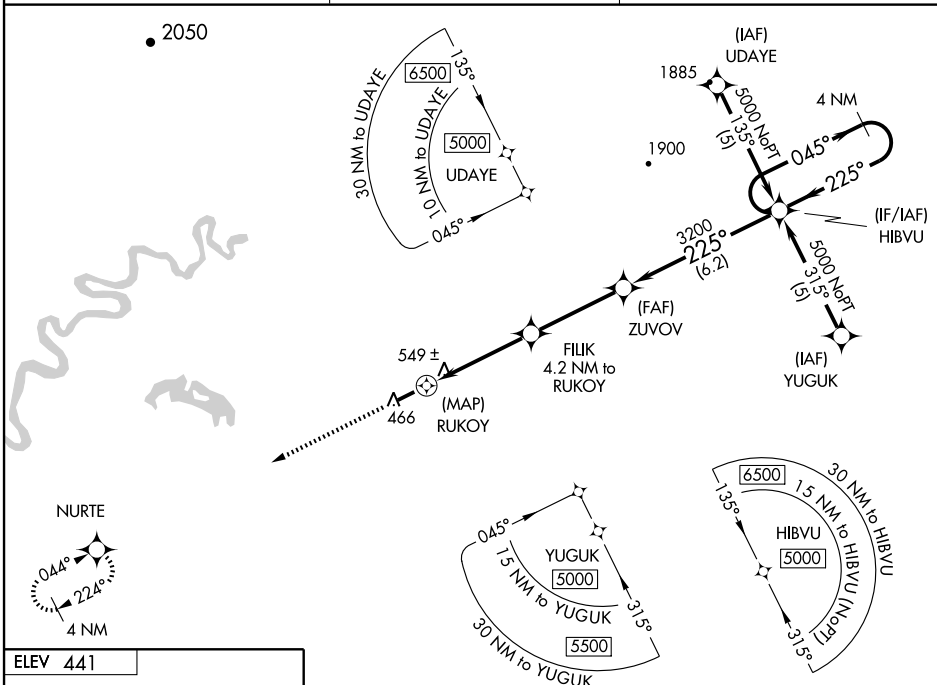 2050
(IAF)
UDAYE
1885
5000 NoPT
135°
(5)
4 NM
045°
225°
1900
(IF/IAF)
HIBVU
30 NM to UDAYE
6500
135°
10 NM to UDAYE
5000
UDAYE
045°
3200
225°
(6.2)
5000 NoPT
315°
(5)
(FAF)
ZUVOV
(IAF)
YUGUK
FILIK
4.2 NM to
RUKOY
549 ±
(MAP)
RUKOY
466
NURTE
044°
224°
4 NM
045°
YUGUK
5000
15 NM to YUGUK
315°
5500
30 NM to YUGUK
6500
135°
30 NM to HIBVU
15 NM to HIBVU (NoPT)
HIBVU
5000
315°
ELEV 441